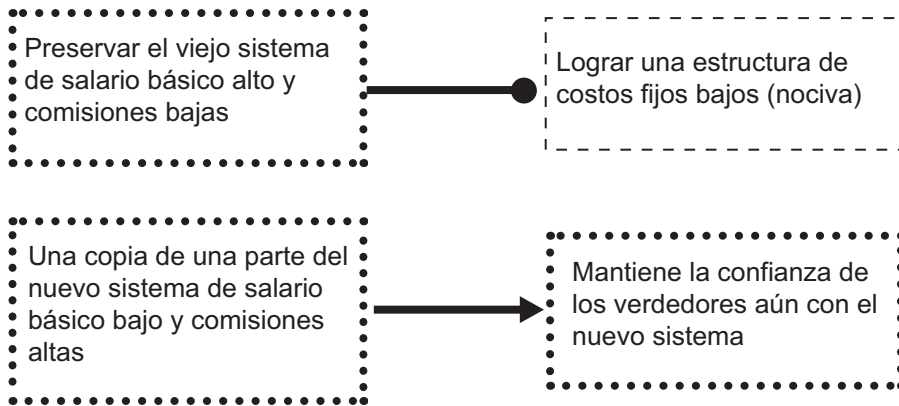 Preservar el viejo sistema
de salario básico alto y
comisiones bajas
Lograr una estructura de
costos fijos bajos (nociva)
Una copia de una parte del
nuevo sistema de salario
básico bajo y comisiones
altas
Mantiene la confianza de
los verdedores aún con el
nuevo sistema